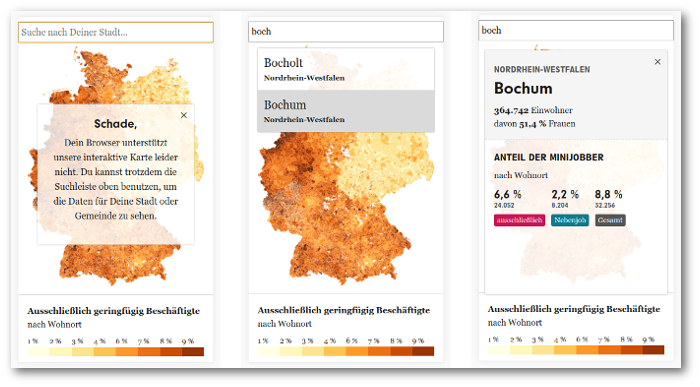 Suche nach Deiner Stadt...
Schade,
Dein Browser unterstützt
unsere interaktive Karte leider
nicht. Du kannst trotzdem die
Suchleiste oben benutzen, um
die Daten für Deine Stadt oder
Gemeinde zu sehen.
Ausschließlich geringfügig Beschäftigte
nach Wohnort
1 % 2 % 3 % 4 % 5 % 6 % 7 % 8 % 9 %
boch
Bocholt
Nordrhein-Westfalen
Bochum
Nordrhein-Westfalen
Ausschließlich geringfügig Beschäftigte
nach Wohnort
1 % 2 % 3 % 4 % 5 % 6 % 7 % 8 % 9 %
boch
NORDRHEIN-WESTFALEN
Bochum
364.742 Einwohner
davon 51,4 % Frauen
ANTEIL DER MINIJOBBER
nach Wohnort
6,6 % 2,2 % 8,8 %
24.052 8.204 32.256
ausschließlich Nebenjob Gesamt
Ausschließlich geringfügig Beschäftigte
nach Wohnort
1 % 2 % 3 % 4 % 5 % 6 % 7 % 8 % 9 %